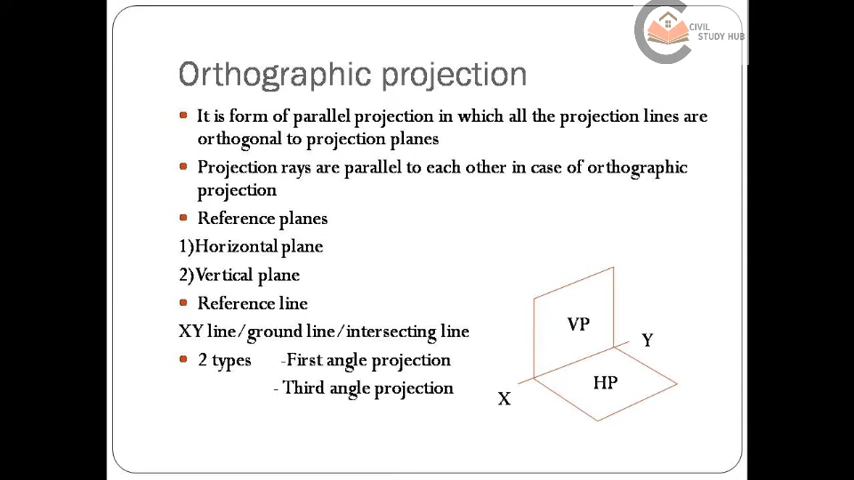 CIVIL
STUDY HUB
Orthographic projection
It is form of parallel projection in which all the projection lines are
orthogonal to projection planes
Projection rays are parallel to each other in case of orthographic
projection
Reference planes
1)Horizontal plane
2)Vertical plane
Reference line
XY line/ground line/intersecting line
2 types -First angle projection
- Third angle projection
VP
Y
HP
X